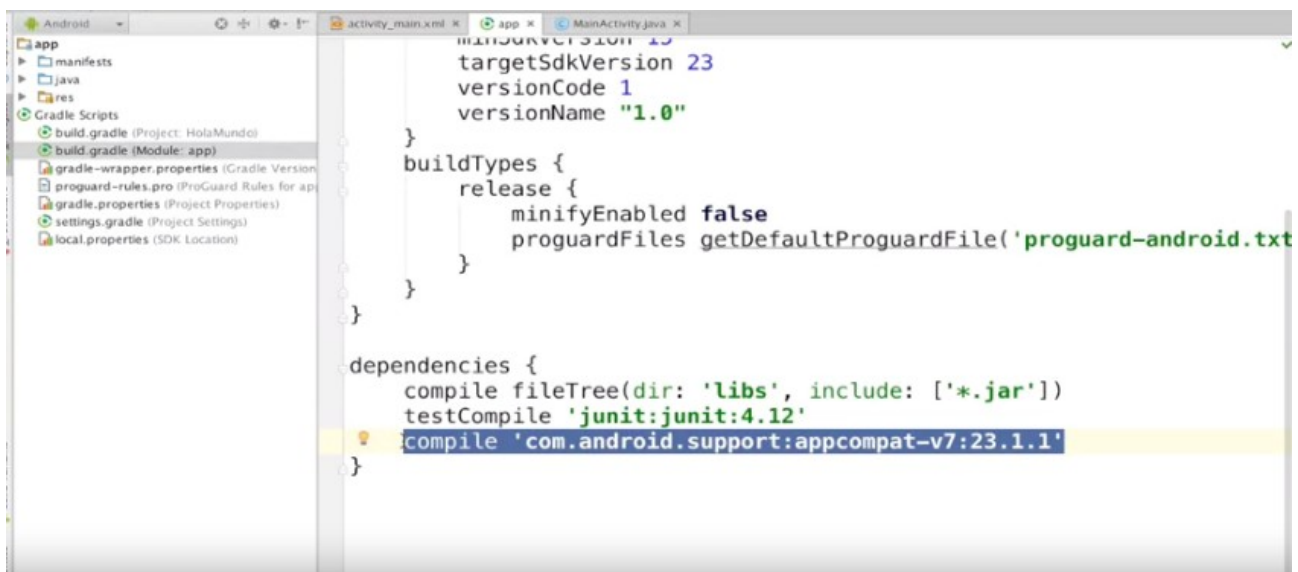 Android
activity_main.xml
app
MainActivity.java
app
manifests
java
res
Gradle Scripts
build.gradle (Project: HolaMundo)
build.gradle (Module: app)
gradle-wrapper.properties (Gradle Version
proguard-rules.pro (ProGuard Rules for ap
gradle.properties (Project Properties)
settings.gradle (Project Settings)
local.properties (SDK Location)
minSdkVersion 15
targetSdkVersion 23
versionCode 1
versionName "1.0"
}
buildTypes {
release {
minifyEnabled false
proguardFiles getDefaultProguardFile('proguard-android.txt
}
}
}
dependencies {
compile fileTree(dir: 'libs', include: ['*.jar'])
testCompile 'junit:junit:4.12'
compile 'com.android.support:appcompat-v7:23.1.1'
}